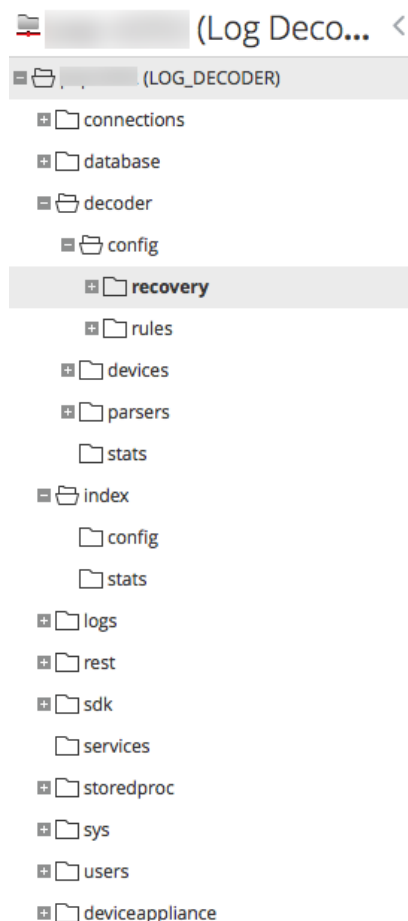 (Log Deco...
(LOG_DECODER)
connections
database
decoder
config
recovery
rules
devices
parsers
stats
index
config
stats
logs
rest
sdk
services
storedproc
sys
users
deviceappliance